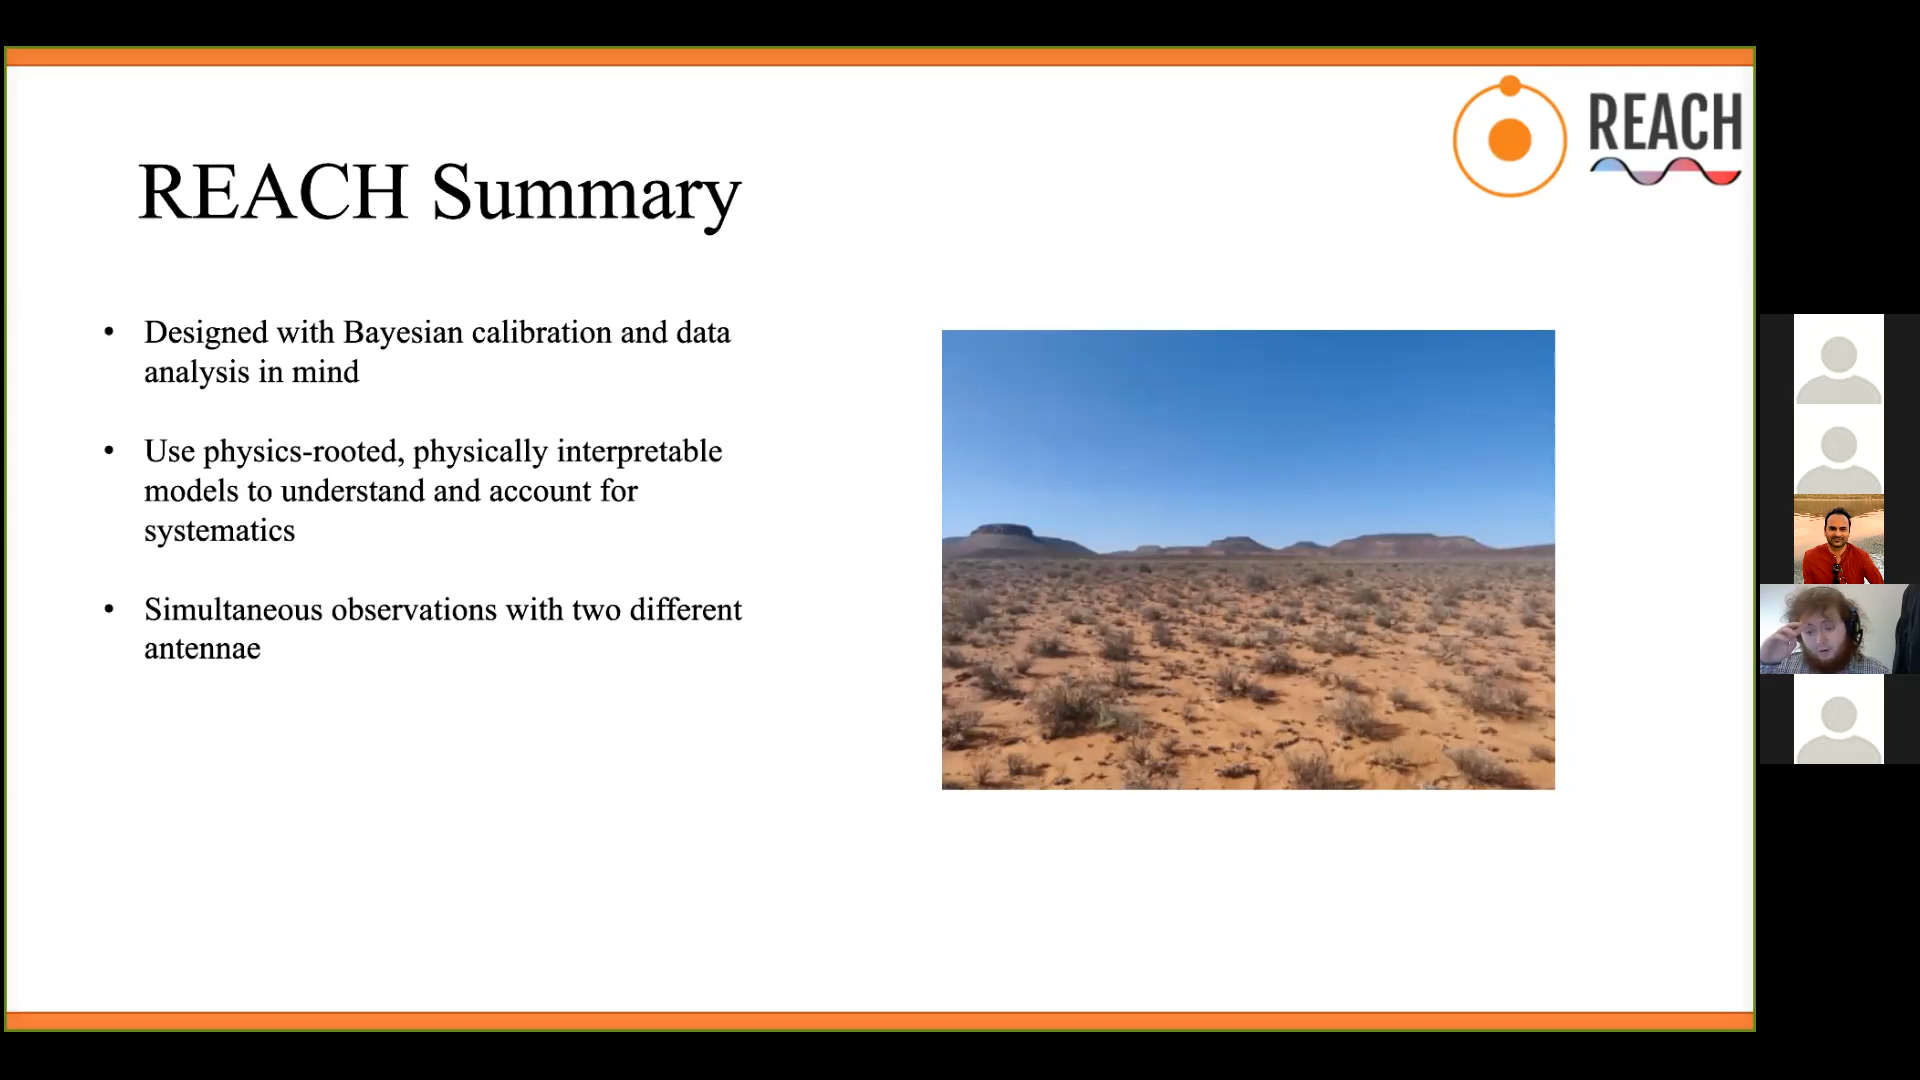 REACH
REACH Summary
• Designed with Bayesian calibration and data
analysis in mind
• Use physics-rooted, physically interpretable
models to understand and account for
systematics
• Simultaneous observations with two different
antennae